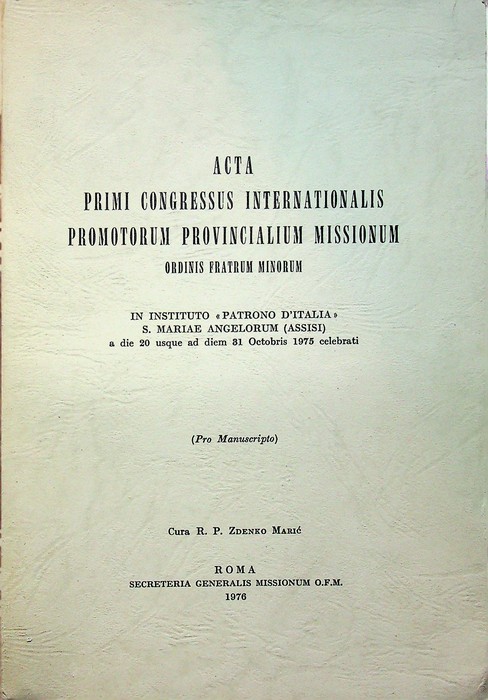 ACTA
PRIMI CONGRESSUS INTERNATIONALIS
PROMOTORUM PROVINCIALIUM MISSIONUM
ORDINIS FRATRUM MINORUM
IN INSTITUTO «PATRONO D'ITALIA»
S. MARIAE ANGELORUM (ASSISI)
a die 20 usque ad diem 31 Octobris 1975 celebrati
(Pro Manuscripto)
Cura R. P. ZDENKO MARIĆ
ROMA
SECRETERIA GENERALIS MISSIONUM O.F.M.
1976